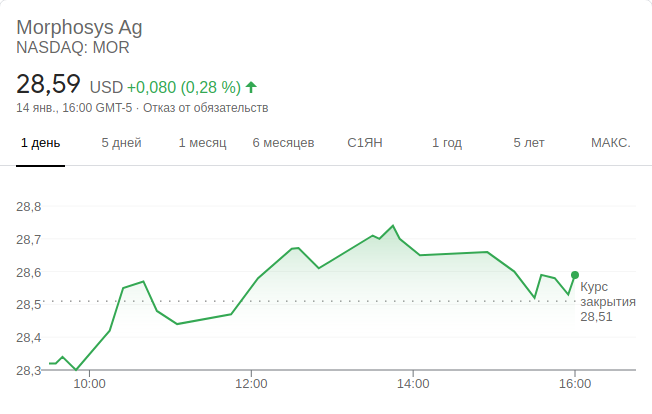 Morphosys Ag
NASDAQ: MOR
28,59 USD +0,080 (0,28 %)
14 янв., 16:00 GMT-5 · Отказ от обязательств
1 день 5 дней 1 месяц 6 месяцев С1ЯН 1 год 5 лет МАКС.
28,8
28,7
28,6
28,5
28,4
28,3
Курс
закрытия
28,51
10:00 12:00 14:00 16:00